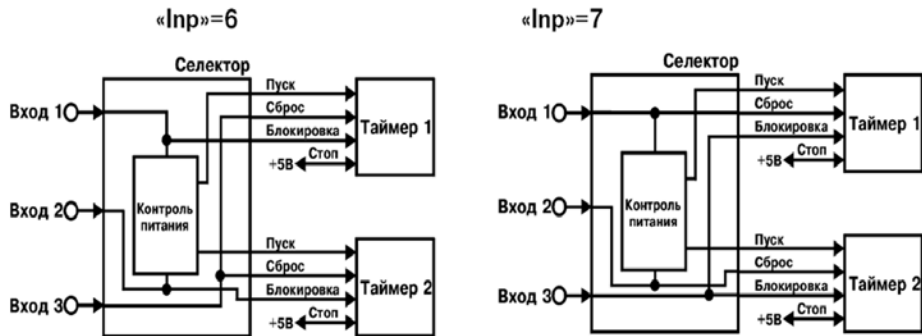 «Inp»=6
Селектор
Вход 1
Вход 2
Вход 3
Контроль
питания
Пуск
Сброс
Блокировка
+5В
Стоп
Таймер 1
Пуск
Сброс
Блокировка
+5В
Стоп
Таймер 2
«Inp»=7
Селектор
Вход 1
Вход 2
Вход 3
Контроль
питания
Пуск
Сброс
Блокировка
+5В
Стоп
Таймер 1
Пуск
Сброс
Блокировка
+5В
Стоп
Таймер 2